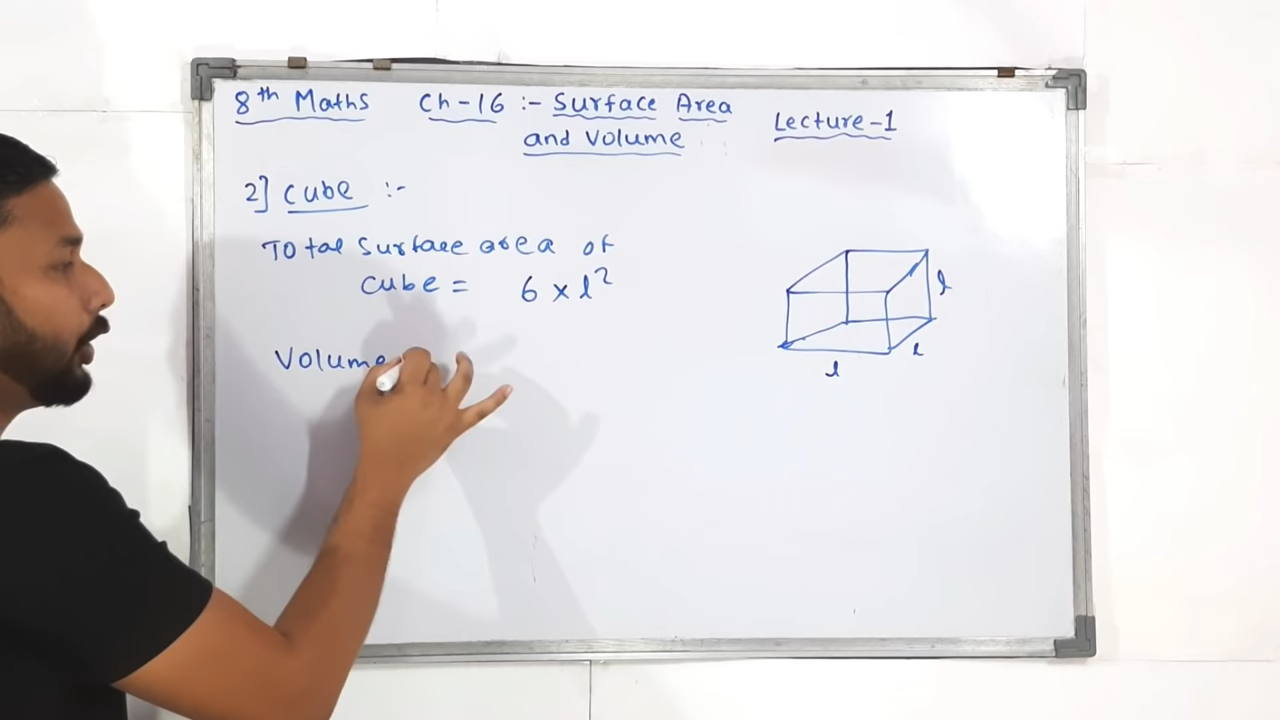 8th Maths Ch-16 :- Surface Area
and Volume
Lecture-1
2] Cube :-
Total Surface area of
Cube = 6 x l²
Volume
l
l
l